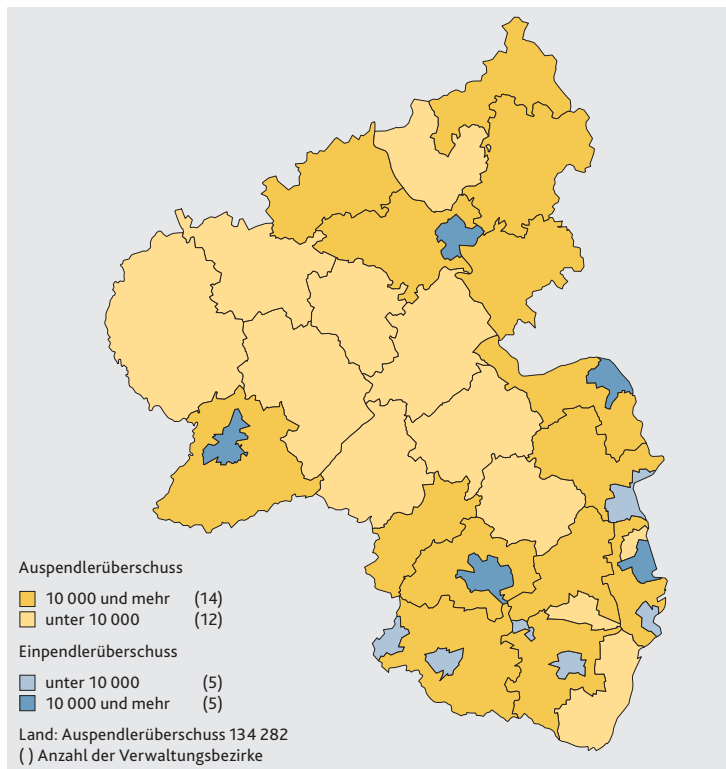 Auspendlerüberschuss
10 000 und mehr (14)
unter 10 000 (12)
Einpendlerüberschuss
unter 10 000 (5)
10 000 und mehr (5)
Land: Auspendlerüberschuss 134 282
( ) Anzahl der Verwaltungsbezirke